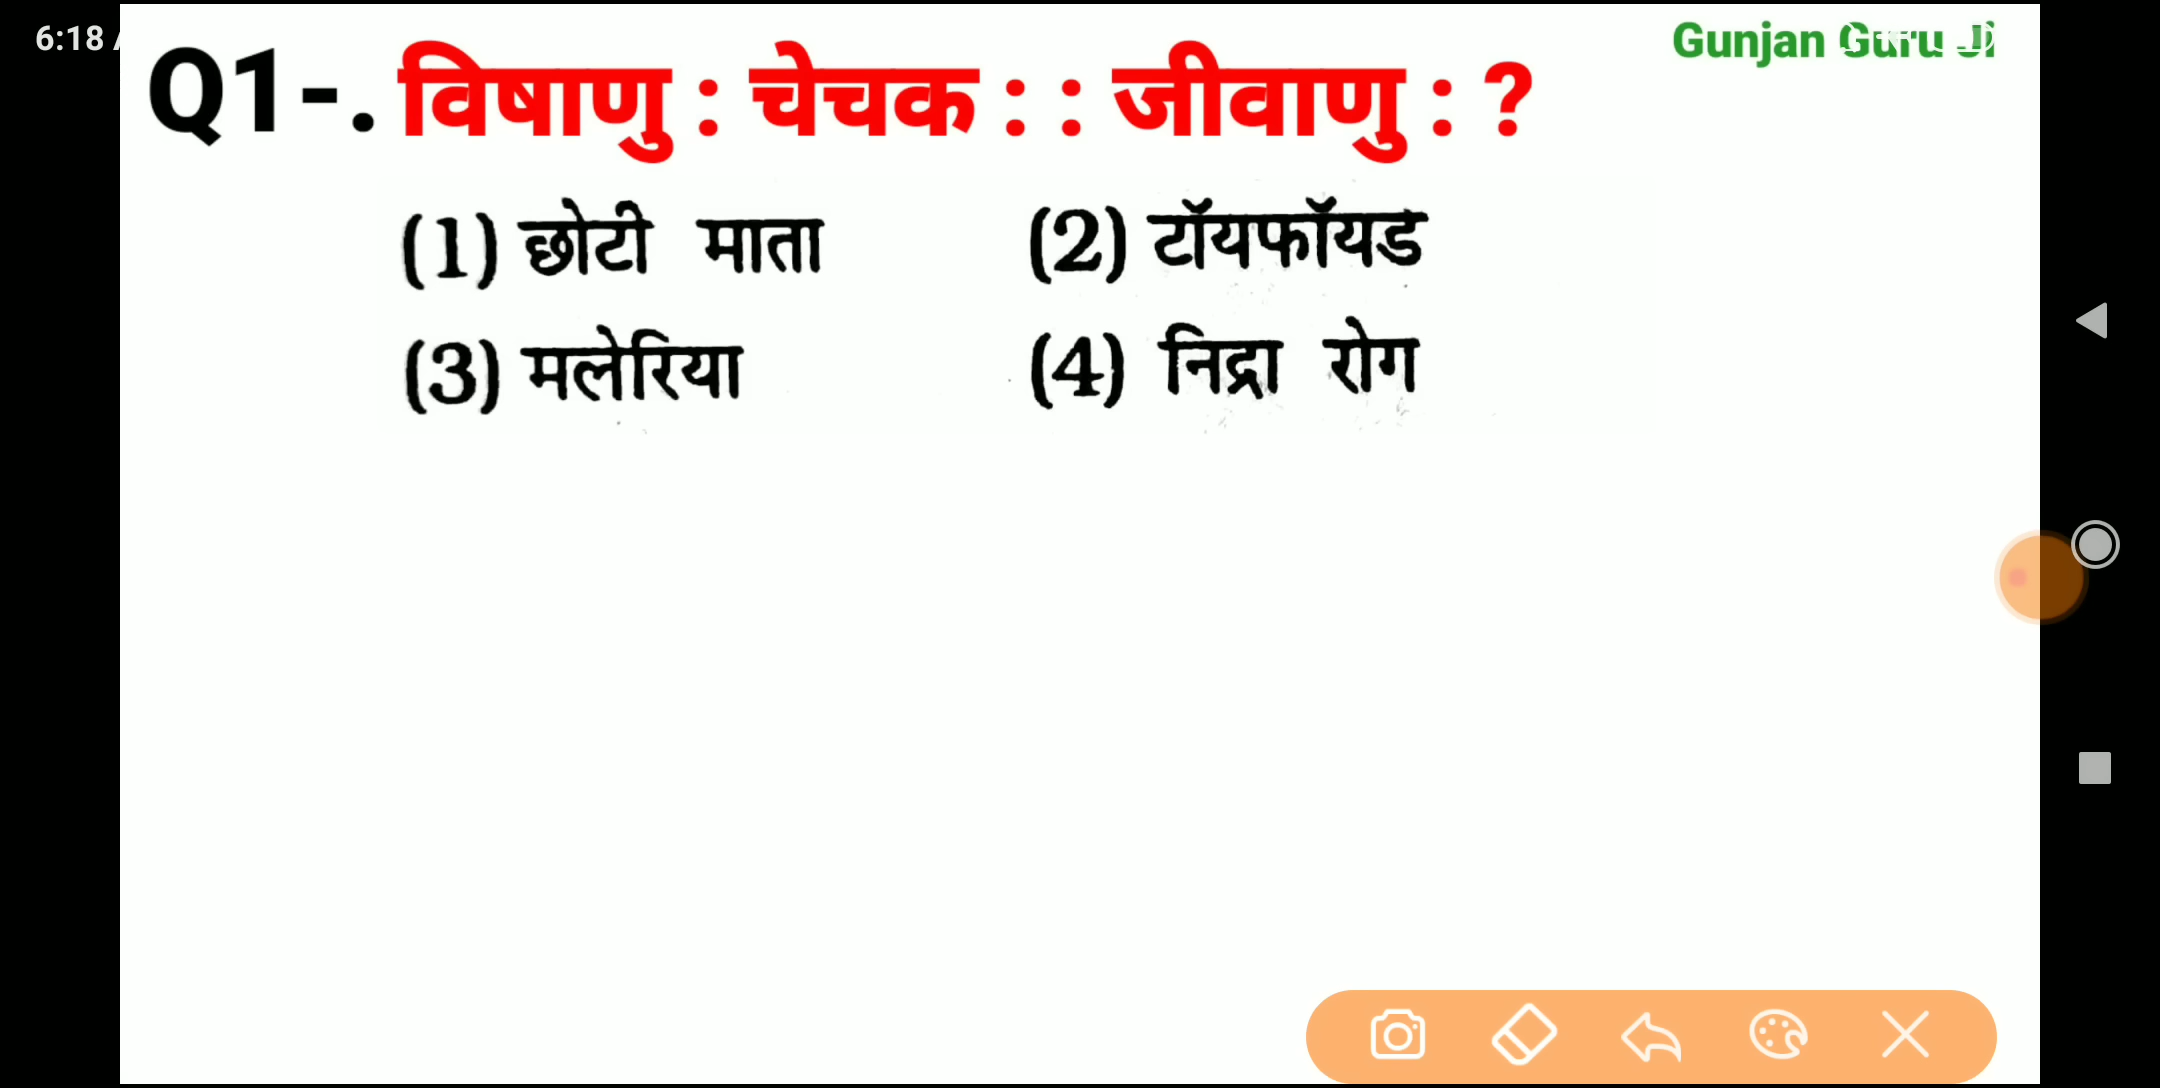 6:18
Gunjan Guru Ji
Q1-. विषाणु : चेचक : : जीवाणु : ?
(1) छोटी माता (2) टॉयफॉयड
(3) मलेरिया (4) निद्रा रोग